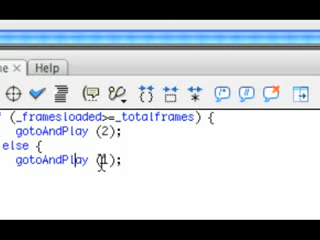 Help
(_framesloaded>=_totalframes) {
gotoAndPlay (2);
else {
gotoAndPlay (1);